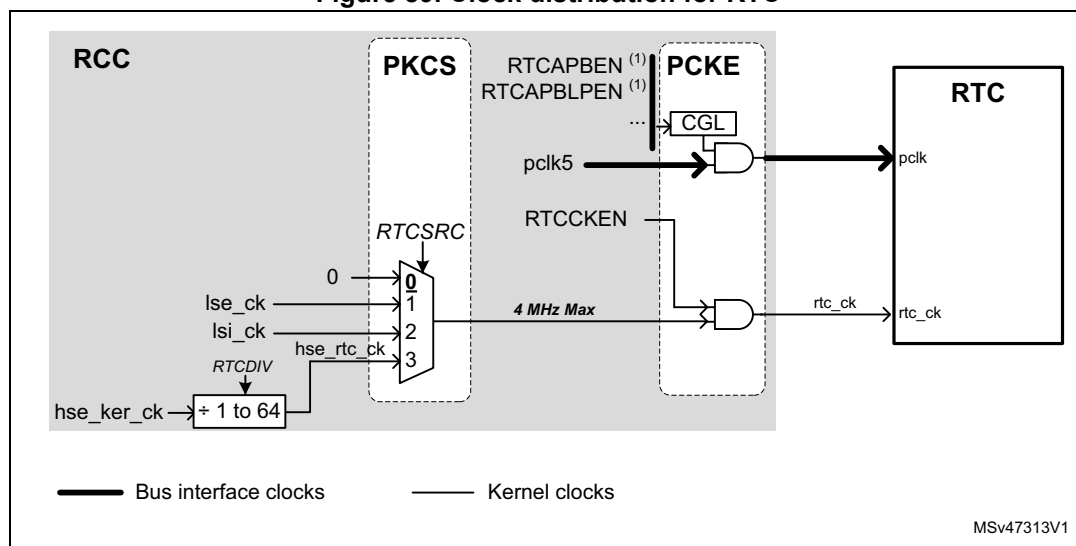 RCC
PKCS
PCKE
RTC
RTCAPBEN (1)
RTCAPBLPEN (1)
...
CGL
pclk5
pclk
RTCCKEN
RTCSRC
0
0
lse_ck
1
4 MHz Max
rtc_ck
rtc_ck
lsi_ck
2
hse_rtc_ck
3
RTCDIV
hse_ker_ck
÷ 1 to 64
Bus interface clocks
Kernel clocks
MSv47313V1